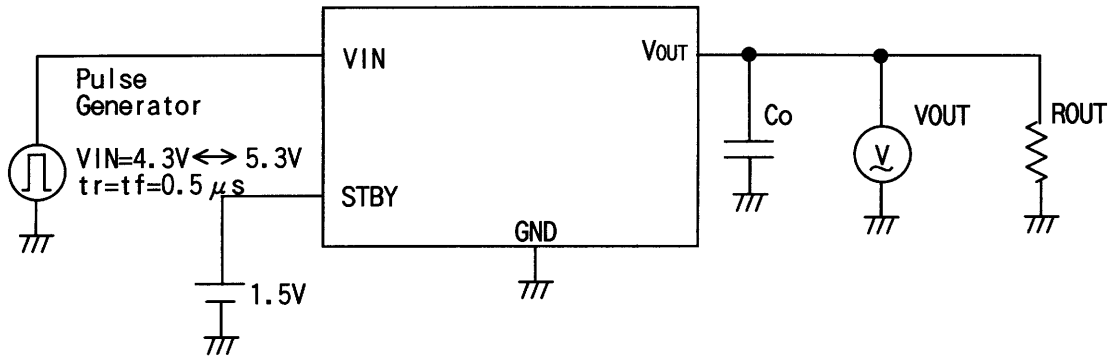 VIN
VOUT
Pulse
Generator
VIN=4.3V↔5.3V
tr=tf=0.5μs
STBY
GND
1.5V
Co
VOUT
V
ROUT